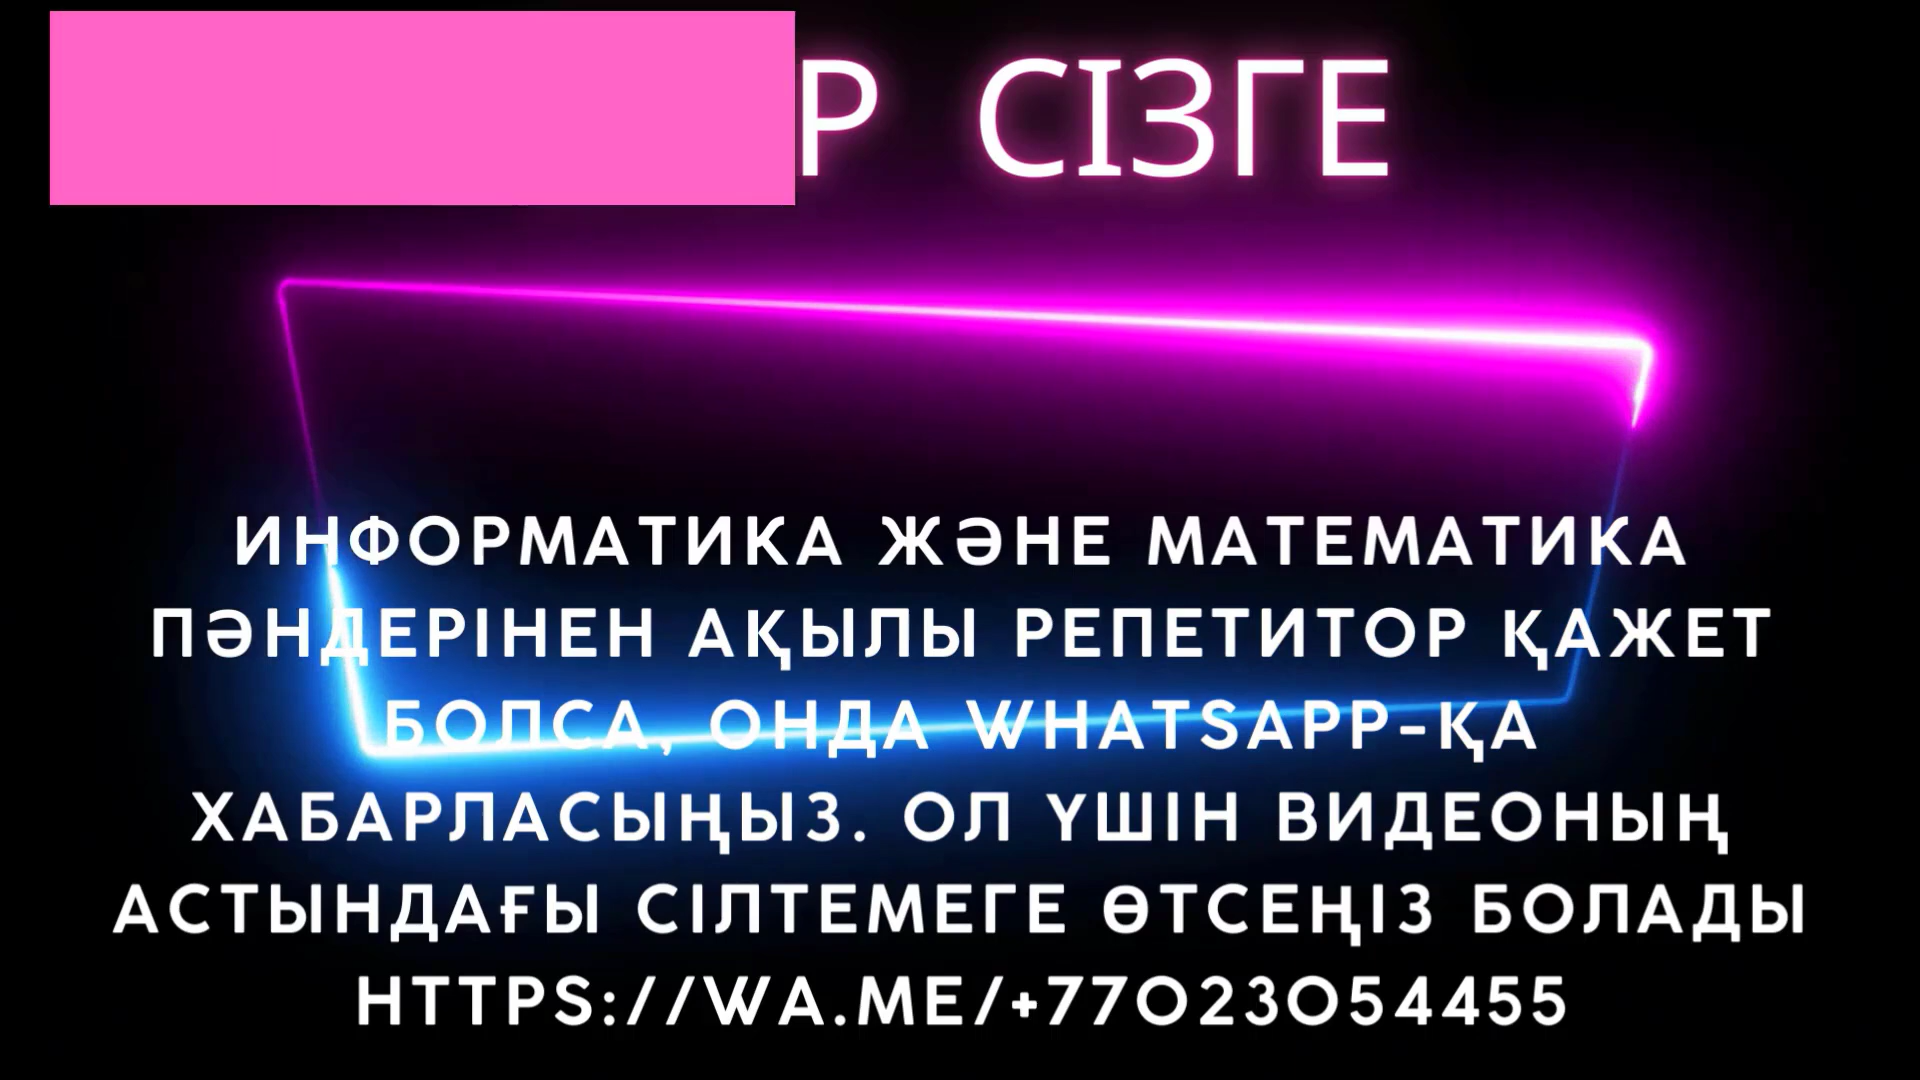 СІЗГЕ
ИНФОРМАТИКА ЖӘНЕ МАТЕМАТИКА
ПӘНДЕРІНЕН АҚЫЛЫ РЕПЕТИТОР ҚАЖЕТ
БОЛСА, ОНДА WHATSAPP-ҚА
ХАБАРЛАСЫҢЫЗ. ОЛ ҮШІН ВИДЕОНЫҢ
АСТЫНДАҒЫ СІЛТЕМЕГЕ ӨТСЕҢІЗ БОЛАДЫ
HTTPS://WA.ME/+77023054455